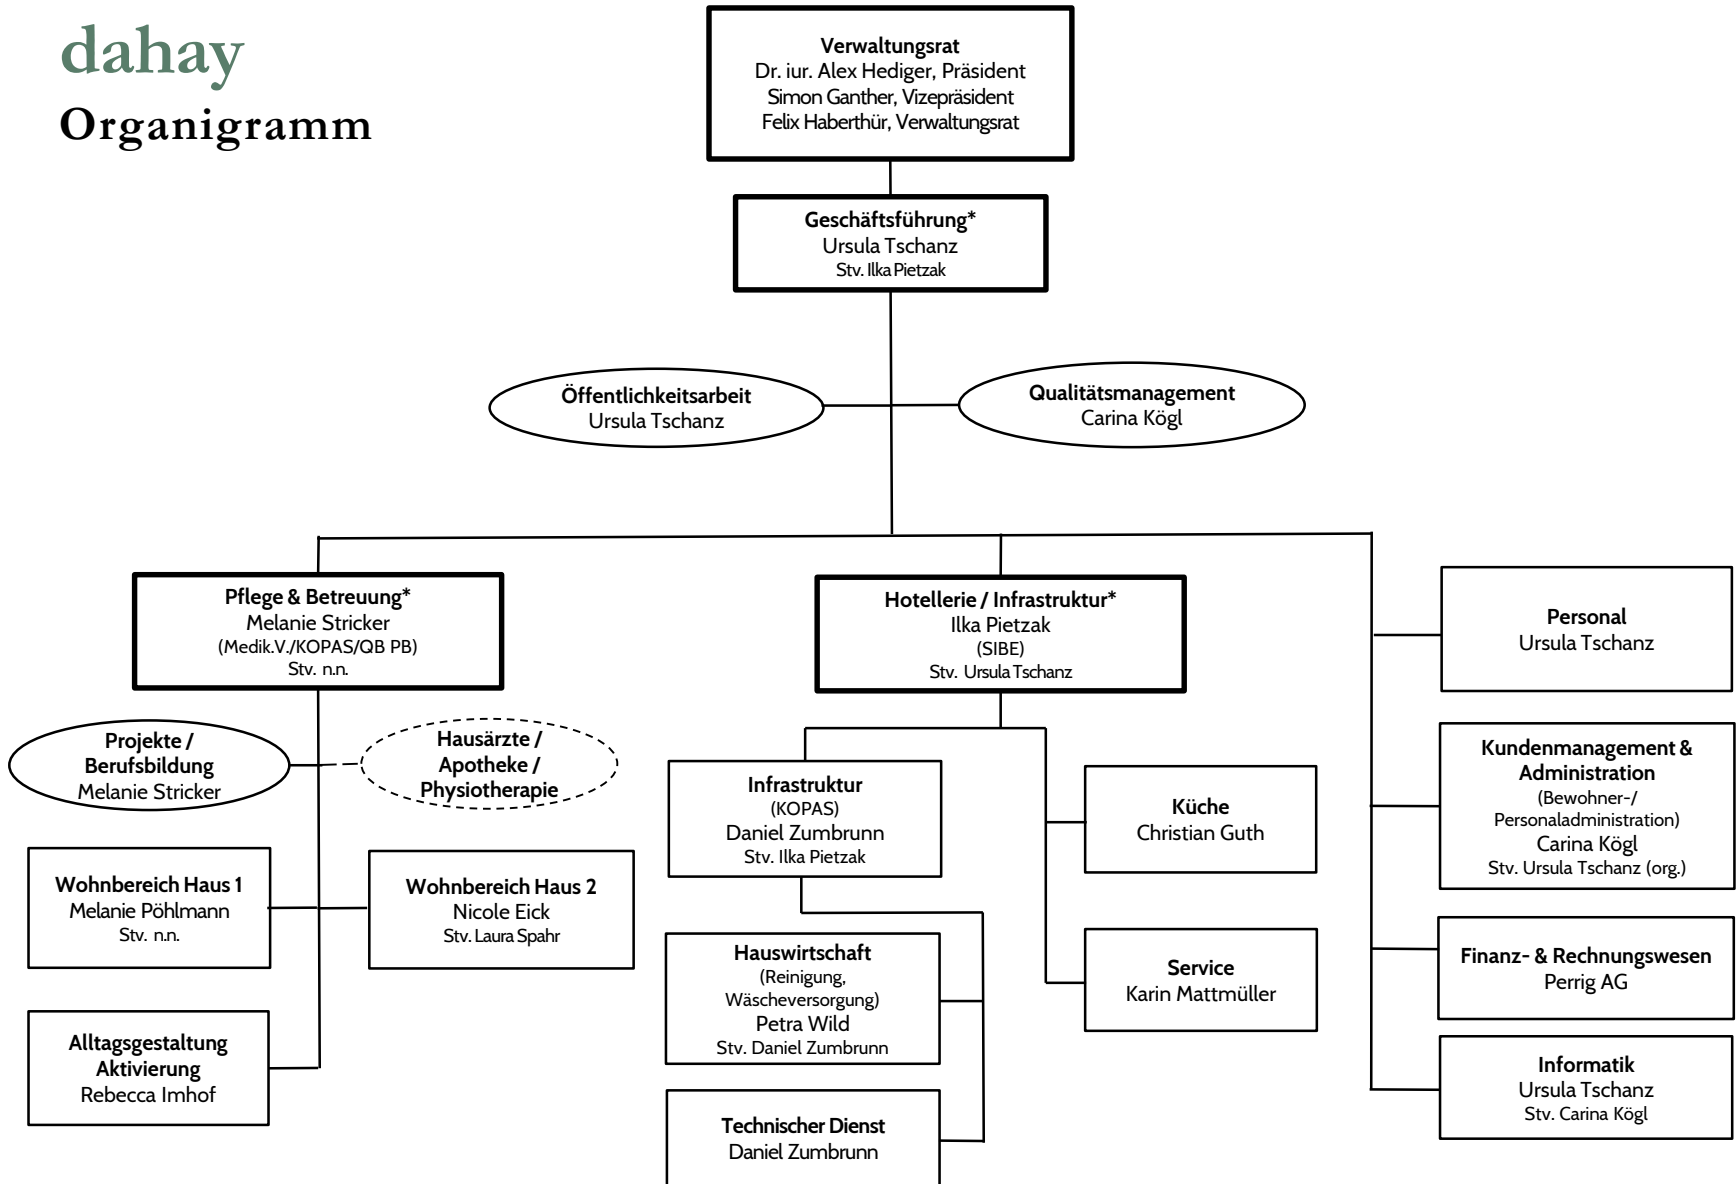 dahay
Organigramm
Verwaltungsrat
Dr. iur. Alex Hediger, Präsident
Simon Ganther, Vizepräsident
Felix Haberthür, Verwaltungsrat
Geschäftsführung*
Ursula Tschanz
Stv. Ilka Pietzak
Öffentlichkeitsarbeit
Ursula Tschanz
Qualitätsmanagement
Carina Kögl
Pflege & Betreuung*
Melanie Stricker
(Medik.V./KOPAS/QB PB)
Stv. n.n.
Projekte /
Berufsbildung
Melanie Stricker
Hausärzte /
Apotheke /
Physiotherapie
Wohnbereich Haus 1
Melanie Pöhlmann
Stv. n.n.
Wohnbereich Haus 2
Nicole Eick
Stv. Laura Spahr
Alltagsgestaltung
Aktivierung
Rebecca Imhof
Hotellerie / Infrastruktur*
Ilka Pietzak
(SIBE)
Stv. Ursula Tschanz
Infrastruktur
(KOPAS)
Daniel Zumbrunn
Stv. Ilka Pietzak
Hauswirtschaft
(Reinigung,
Wäscheversorgung)
Petra Wild
Stv. Daniel Zumbrunn
Technischer Dienst
Daniel Zumbrunn
Küche
Christian Guth
Service
Karin Mattmüller
Personal
Ursula Tschanz
Kundenmanagement &
Administration
(Bewohner-/
Personaladministration)
Carina Kögl
Stv. Ursula Tschanz (org.)
Finanz- & Rechnungswesen
Perrig AG
Informatik
Ursula Tschanz
Stv. Carina Kögl